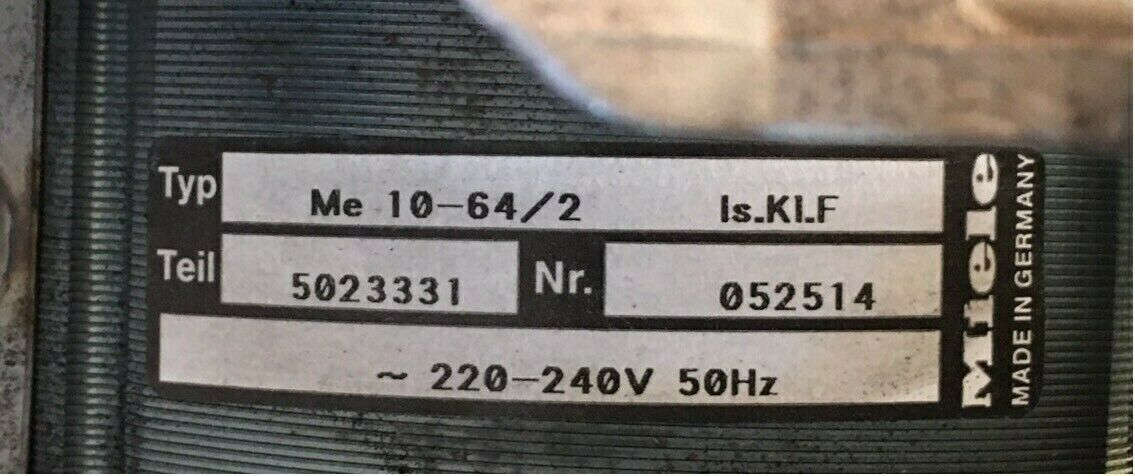 Typ Me 10-64/2 Is.Kl.F
Teil 5023331 Nr. 052514
~ 220-240V 50Hz
Miele
MADE IN GERMANY